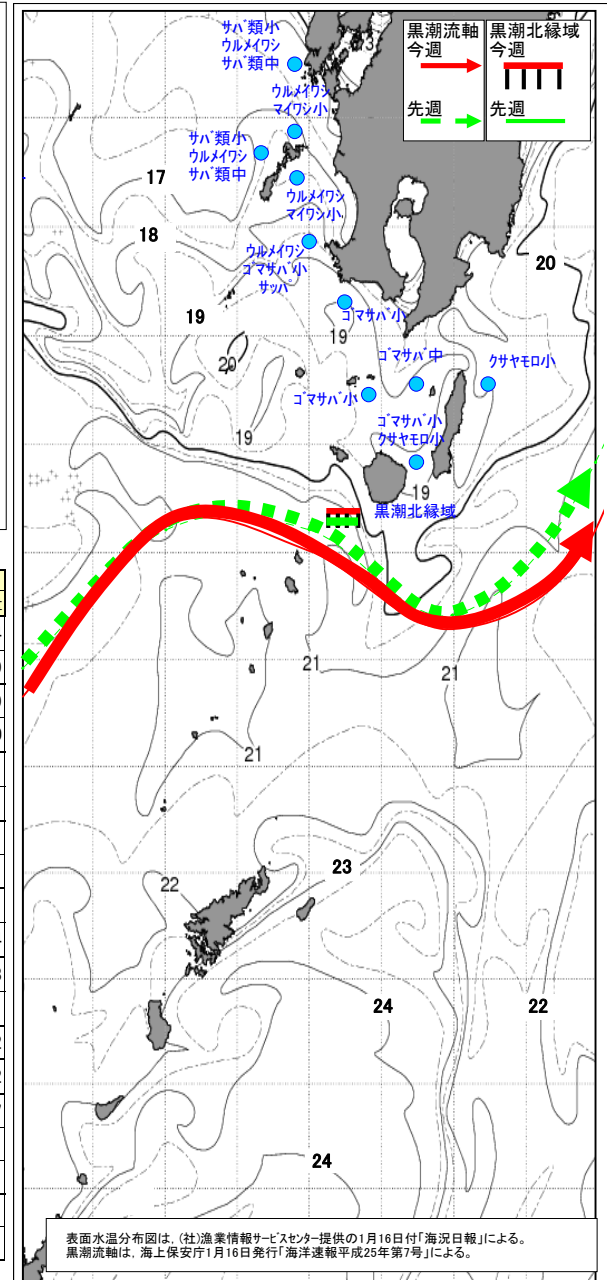 黒潮流軸
今週
先週
黒潮北縁域
今週
先週
サバ類小
ウルメイワシ
サバ類中
13
ウルメイワシ
マイワシ小
サバ類小
ウルメイワシ
サバ類中
17
ウルメイワシ
マイワシ小
18
ウルメイワシ
ゴマサバ小
サッパ
20
19
ゴマサバ小
19
20
ゴマサバ中
クサヤモロ小
ゴマサバ小
ゴマサバ小
クサヤモロ小
19
19
黒潮北縁域
21
21
21
23
22
24
22
24
表面水温分布図は、(社)漁業情報サービスセンター提供の1月16日付「海況日報」による。
黒潮流軸は、海上保安庁1月16日発行「海洋速報平成25年第7号」による。